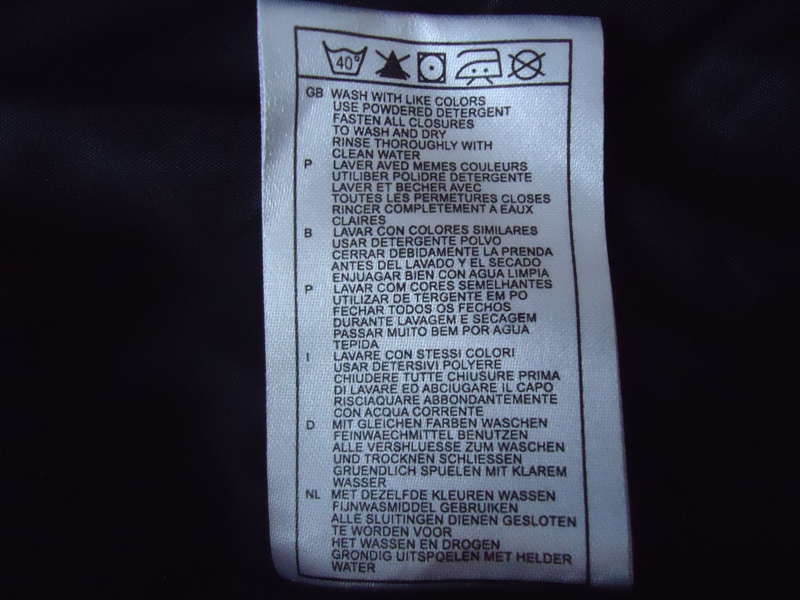 40°
GB WASH WITH LIKE COLORS
USE POWDERED DETERGENT
FASTEN ALL CLOSURES
TO WASH AND DRY
RINSE THOROUGHLY WITH
CLEAN WATER
P LAVER AVED MEMES COULEURS
UTILIBER POLIDRE DETERGENTE
LAVER ET BECHER AVEC
TOUTES LES PERMETURES CLOSES
RINCER COMPLETEMENT A EAUX
CLAIRES
B LAVAR CON COLORES SIMILARES
USAR DETERGENTE POLVO
CERRAR DEBIDAMENTE LA PRENDA
ANTES DEL LAVADO Y EL SECADO
ENJUAGAR BIEN CON AGUA LIMPIA
P LAVAR COM CORES SEMELHANTES
UTILIZAR DE TERGENTE EM PO
FECHAR TODOS OS FECHOS
DURANTE LAVAGEM E SECAGEM
PASSAR MUITO BEM POR AGUA
TEPIDA
I LAVARE CON STESSI COLORI
USAR DETERSIVI POLYERE
CHIUDERE TUTTE CHIUSURE PRIMA
DI LAVARE ED ABCIUGARE IL CAPO
RISCIAQUARE ABBONDANTEMENTE
CON ACQUA CORRENTE
D MIT GLEICHEN FARBEN WASCHEN
FEINWAECHMITTEL BENUTZEN
ALLE VERSHLUESSE ZUM WASCHEN
UND TROCKNEN SCHLIESSEN
GRUENDLICH SPUELEN MIT KLAREM
WASSER
NL MET DEZELFDE KLEUREN WASSEN
FIJNWASMIDDEL GEBRUIKEN
ALLE SLUITINGEN DIENEN GESLOTEN
TE WORDEN VOOR
HET WASSEN EN DROGEN
GRONDIG UITSPOELEN MET HELDER
WATER